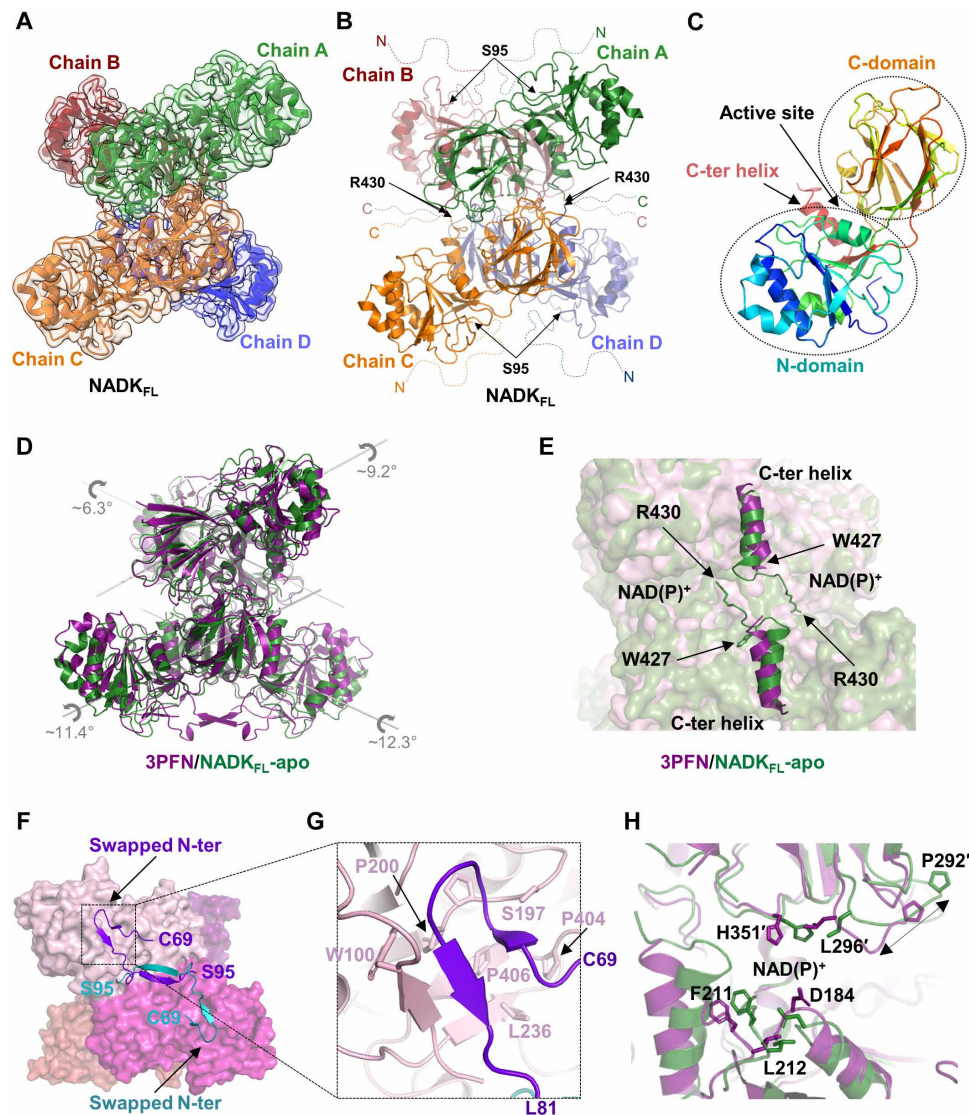 A
Chain B
Chain A
Chain C
Chain D
NADKFL
B
N
S95
N
Chain A
Chain B
R430
R430
C
C
C
C
Chain C
Chain D
S95
N
N
NADKFL
C
C-domain
Active site
C-ter helix
N-domain
D
~9.2°
~6.3°
~11.4°
~12.3°
3PFN/NADKFL-apo
E
C-ter helix
R430
W427
NAD(P)+
NAD(P)+
W427
R430
C-ter helix
3PFN/NADKFL-apo
F
Swapped N-ter
C69
S95
S95
C69
Swapped N-ter
G
P200
S197
P404
W100
C69
P406
L236
L81
H
P292′
H351′
L296′
NAD(P)+
F211
D184
L212